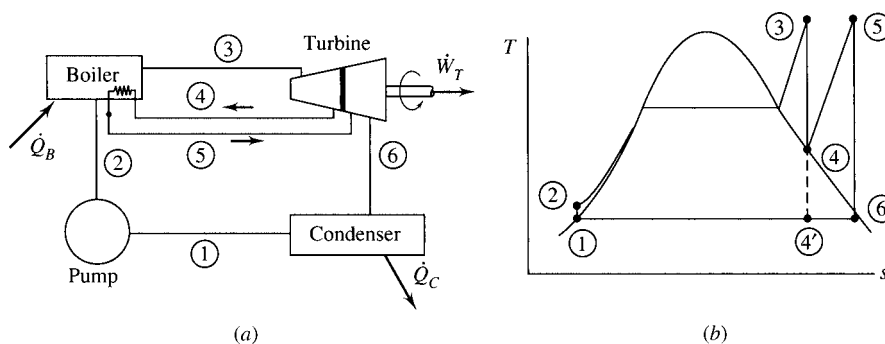 Turbine
③
Boiler
Ẇ_T
④
Q̇_B
②
⑤
⑥
Pump
①
Condenser
Q̇_C
(a)
T
③
⑤
④
②
①
4′
⑥
s
(b)